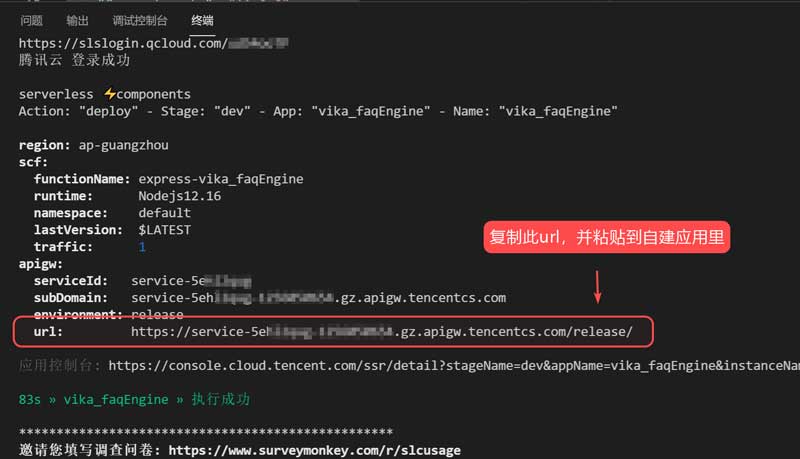 问题 输出 调试控制台 终端
https://slslogin.qcloud.com/
腾讯云 登录成功
serverless ⚡components
Action: "deploy" - Stage: "dev" - App: "vika_faqEngine" - Name: "vika_faqEngine"
region: ap-guangzhou
scf:
functionName: express-vika_faqEngine
runtime: Nodejs12.16
namespace: default
lastVersion: $LATEST
traffic: 1
复制此url，并粘贴到自建应用里
apigw:
serviceId: service-5e
subDomain: service-5eh .gz.apigw.tencentcs.com
environment: release
url: https://service-5e .gz.apigw.tencentcs.com/release/
应用控制台: https://console.cloud.tencent.com/ssr/detail?stageName=dev&appName=vika_faqEngine&instanceNam
83s » vika_faqEngine » 执行成功
**************************************************
邀请您填写调查问卷: https://www.surveymonkey.com/r/slcusage